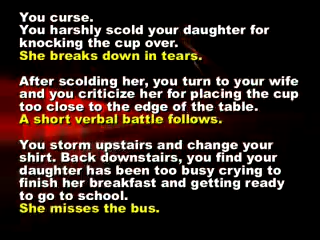 You curse.
You harshly scold your daughter for
knocking the cup over.
She breaks down in tears.
After scolding her, you turn to your wife
and you criticize her for placing the cup
too close to the edge of the table.
A short verbal battle follows.
You storm upstairs and change your
shirt. Back downstairs, you find your
daughter has been too busy crying to
finish her breakfast and getting ready
to go to school.
She misses the bus.